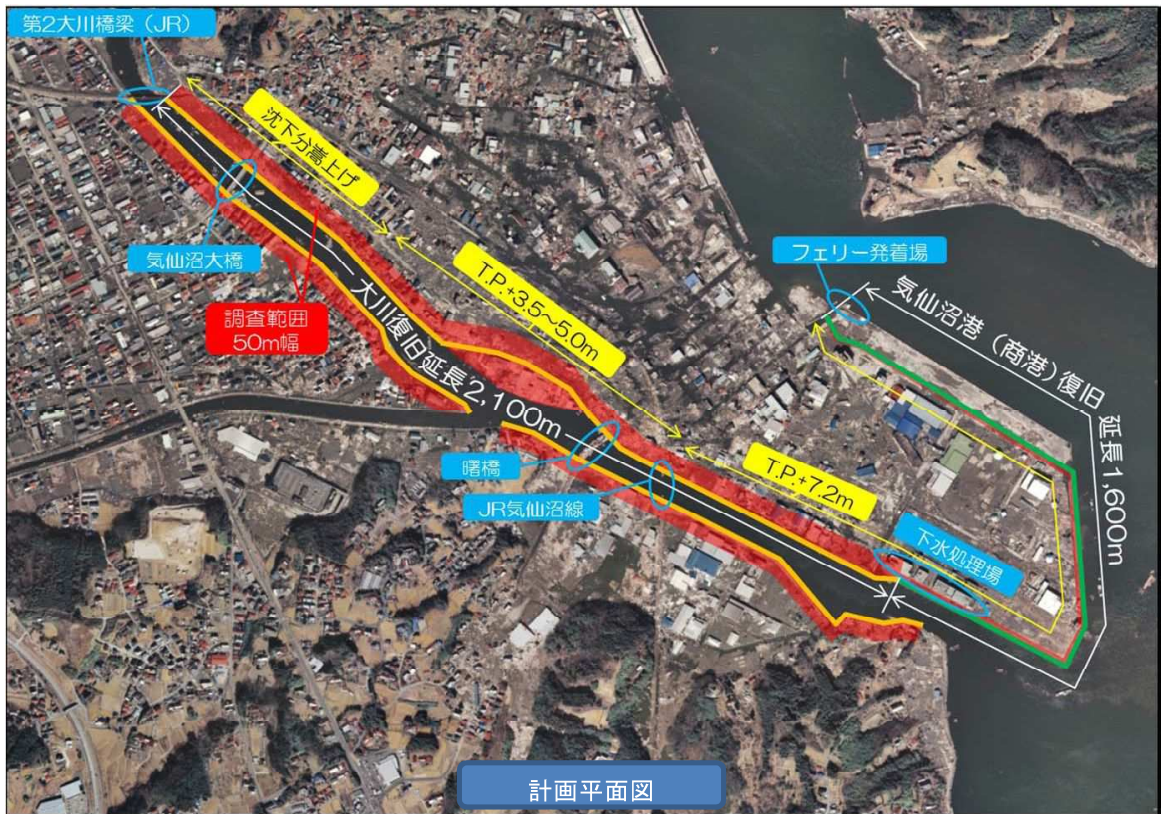 第2大川橋梁（JR）
沈下分嵩上げ
気仙沼大橋
調査範囲
50m幅
T.P.+3.5～5.0m
フェリー発着場
気仙沼港（商港）復旧 延長1,600m
大川復旧延長2,100m
曙橋
JR気仙沼線
T.P.+7.2m
下水処理場
計画平面図